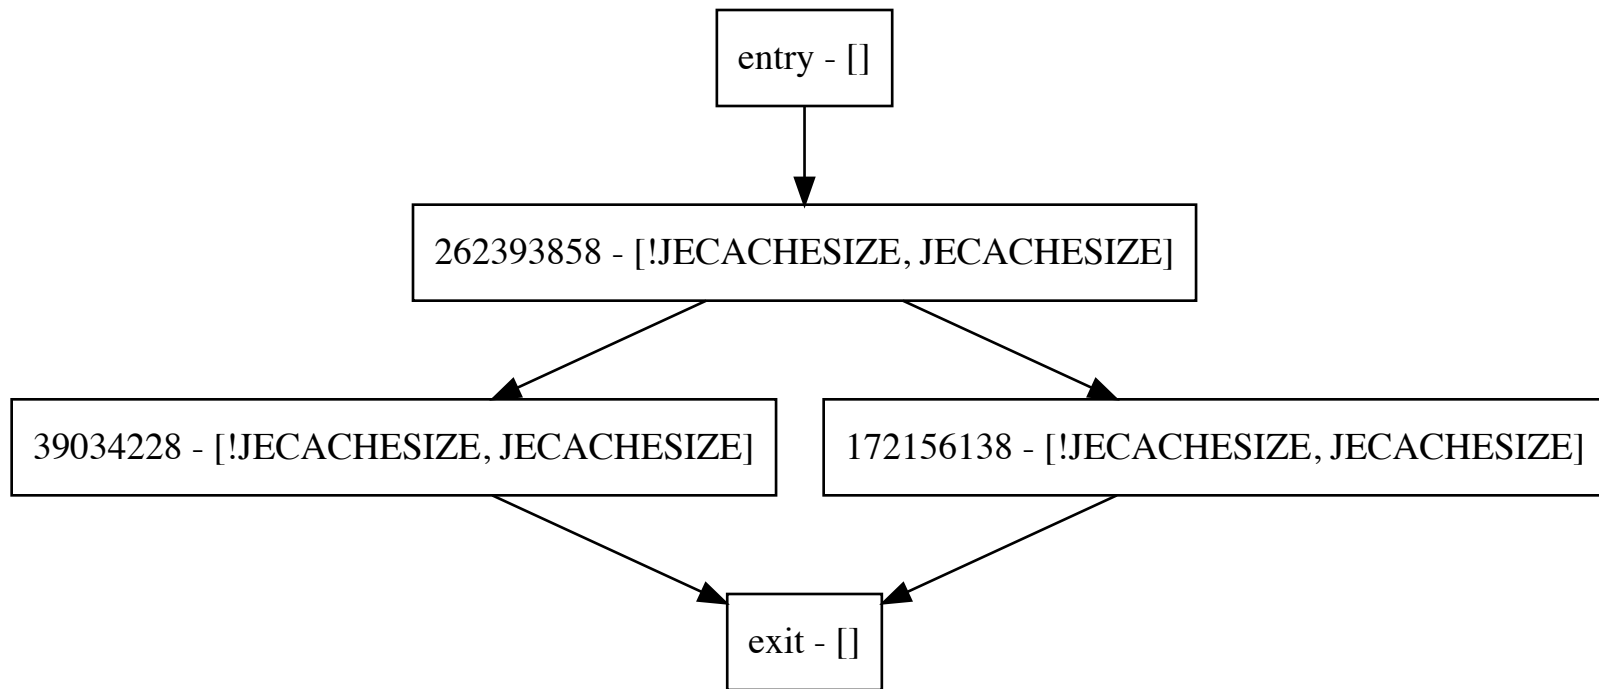 entry - []
262393858 - [!JECACHESIZE, JECACHESIZE]
39034228 - [!JECACHESIZE, JECACHESIZE]
172156138 - [!JECACHESIZE, JECACHESIZE]
exit - []